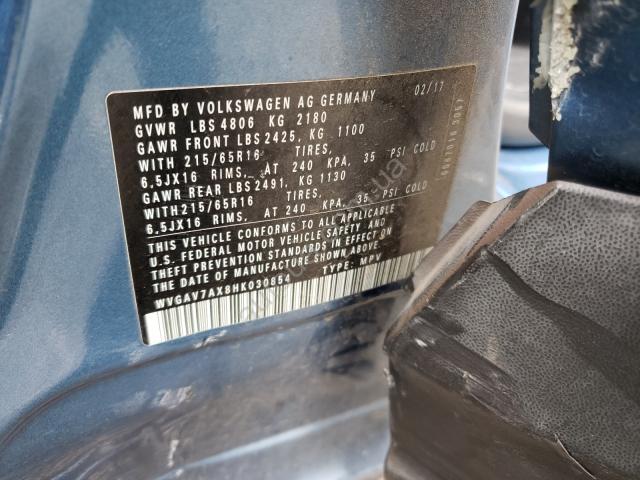 MFD BY VOLKSWAGEN AG GERMANY 02/17
GVWR LBS 4806 KG 2180
GAWR FRONT LBS 2425, KG 1100
WITH 215/65R16 TIRES,
6.5JX16 RIMS, AT 240 KPA, 35 PSI COLD
GAWR REAR LBS 2491, KG 1130
WITH215/65R16 TIRES,
6.5JX16 RIMS, AT 240 KPA, 35 PSI COLD
THIS VEHICLE CONFORMS TO ALL APPLICABLE
U.S. FEDERAL MOTOR VEHICLE SAFETY AND
THEFT PREVENTION STANDARDS IN EFFECT ON
THE DATE OF MANUFACTURE SHOWN ABOVE
WVGAV7AX8HK030854 TYPE: MPV